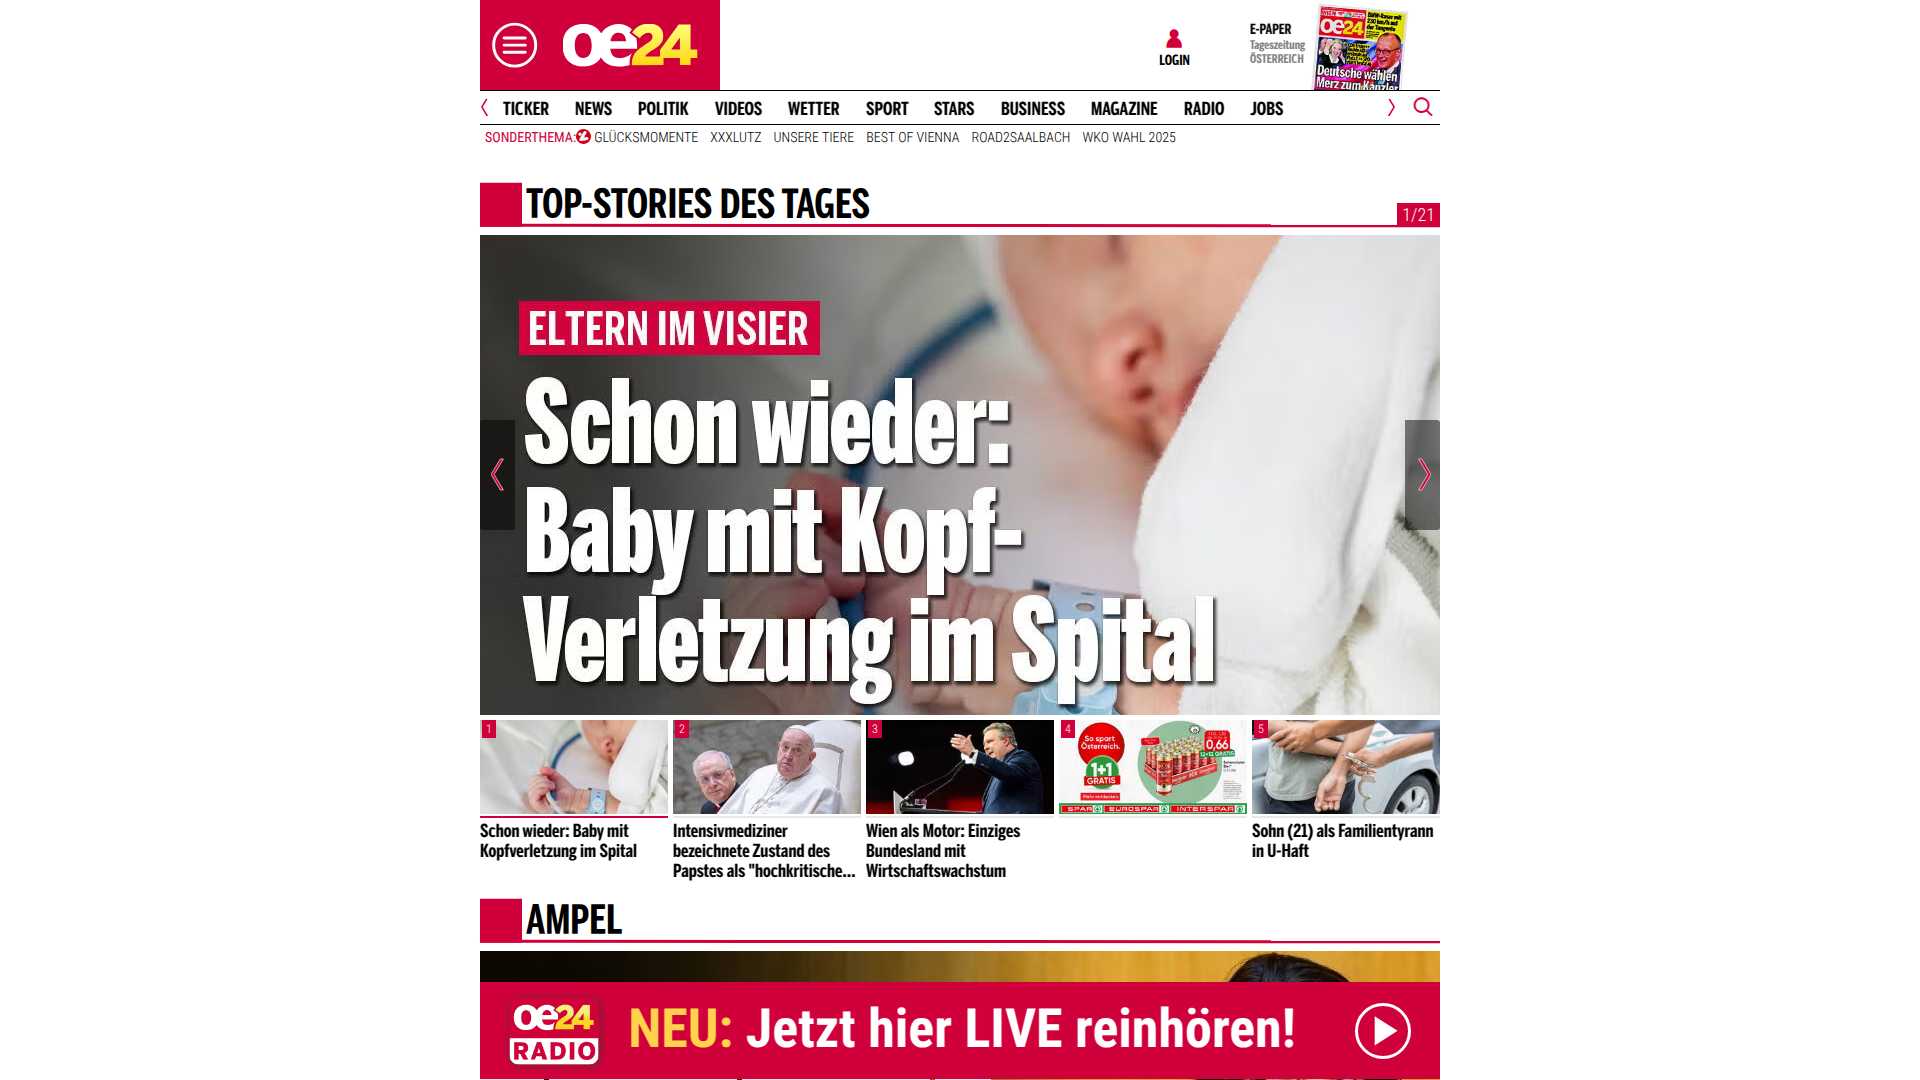 oe24
LOGIN
E-PAPER
Tageszeitung
ÖSTERREICH
oe24
Deutsche wählen
Merz zum Kanzler
TICKER NEWS POLITIK VIDEOS WETTER SPORT STARS BUSINESS MAGAZINE RADIO JOBS
SONDERTHEMA: GLÜCKSMOMENTE XXXLUTZ UNSERE TIERE BEST OF VIENNA ROAD2SAALBACH WKO WAHL 2025
TOP-STORIES DES TAGES
1/21
ELTERN IM VISIER
Schon wieder:
Baby mit Kopf-
Verletzung im Spital
1
2
3
4
5
So spart
Österreich.
1+1
GRATIS
0,66
SPAR EUROSPAR INTERSPAR
Schon wieder: Baby mit
Kopfverletzung im Spital
Intensivmediziner
bezeichnete Zustand des
Papstes als "hochkritische...
Wien als Motor: Einziges
Bundesland mit
Wirtschaftswachstum
Sohn (21) als Familientyrann
in U-Haft
AMPEL
oe24
RADIO
NEU: Jetzt hier LIVE reinhören!